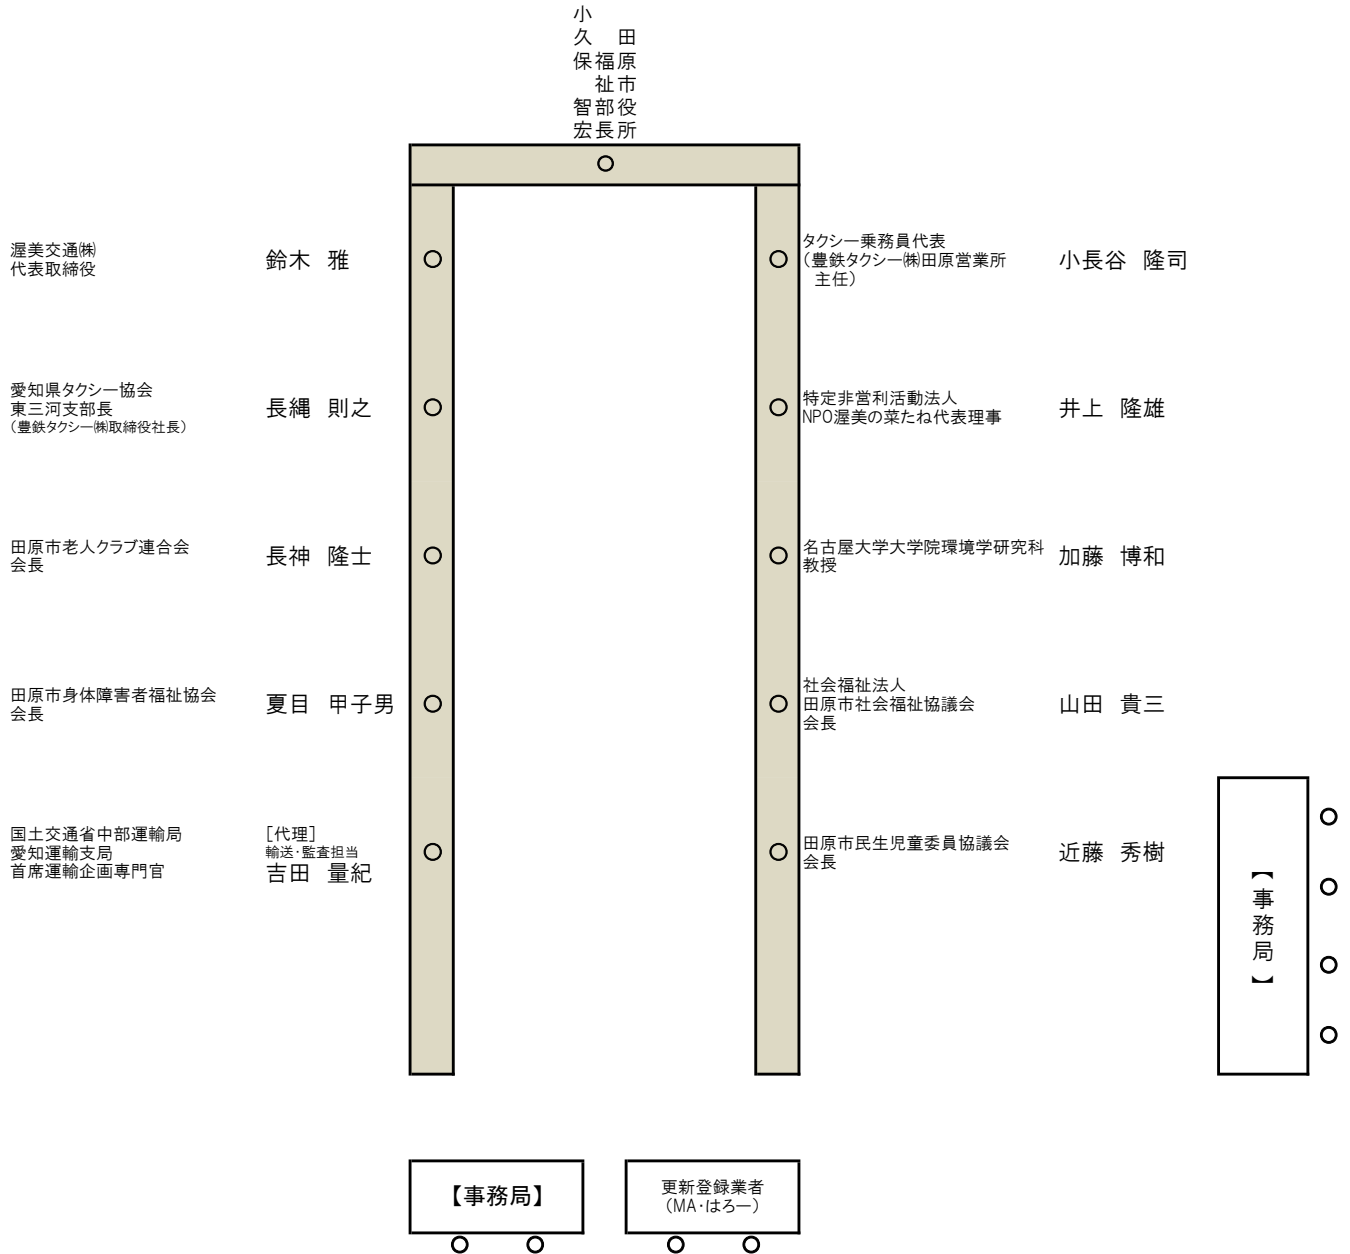 田原市役所
福祉部長
小久保 智宏
渥美交通㈱
代表取締役
鈴木 雅
タクシー乗務員代表
（豊鉄タクシー㈱田原営業所
主任）
小長谷 隆司
愛知県タクシー協会
東三河支部長
（豊鉄タクシー㈱取締役社長）
長縄 則之
特定非営利活動法人
NPO渥美の菜たね代表理事
井上 隆雄
田原市老人クラブ連合会
会長
長神 隆士
名古屋大学大学院環境学研究科
教授
加藤 博和
田原市身体障害者福祉協会
会長
夏目 甲子男
社会福祉法人
田原市社会福祉協議会
会長
山田 貴三
国土交通省中部運輸局
愛知運輸支局
首席運輸企画専門官
［代理］
輸送・監査担当
吉田 量紀
田原市民生児童委員協議会
会長
近藤 秀樹
【事務局】
【事務局】
更新登録業者
（MA・はろー）